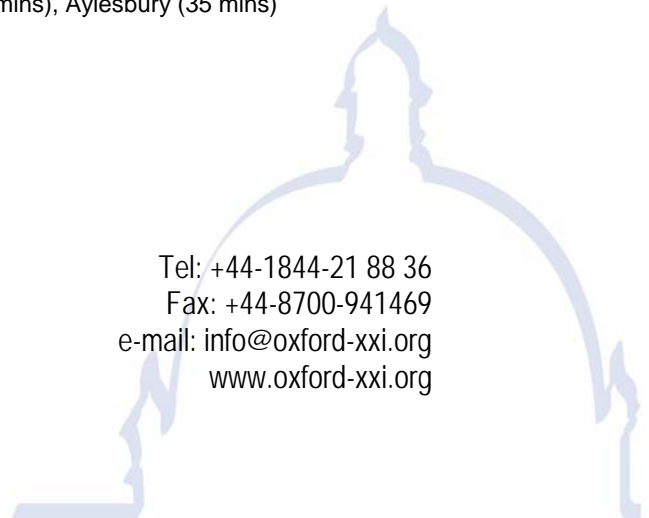 mins), Aylesbury (35 mins)
Tel: +44-1844-21 88 36
Fax: +44-8700-941469
e-mail: info@oxford-xxi.org
www.oxford-xxi.org